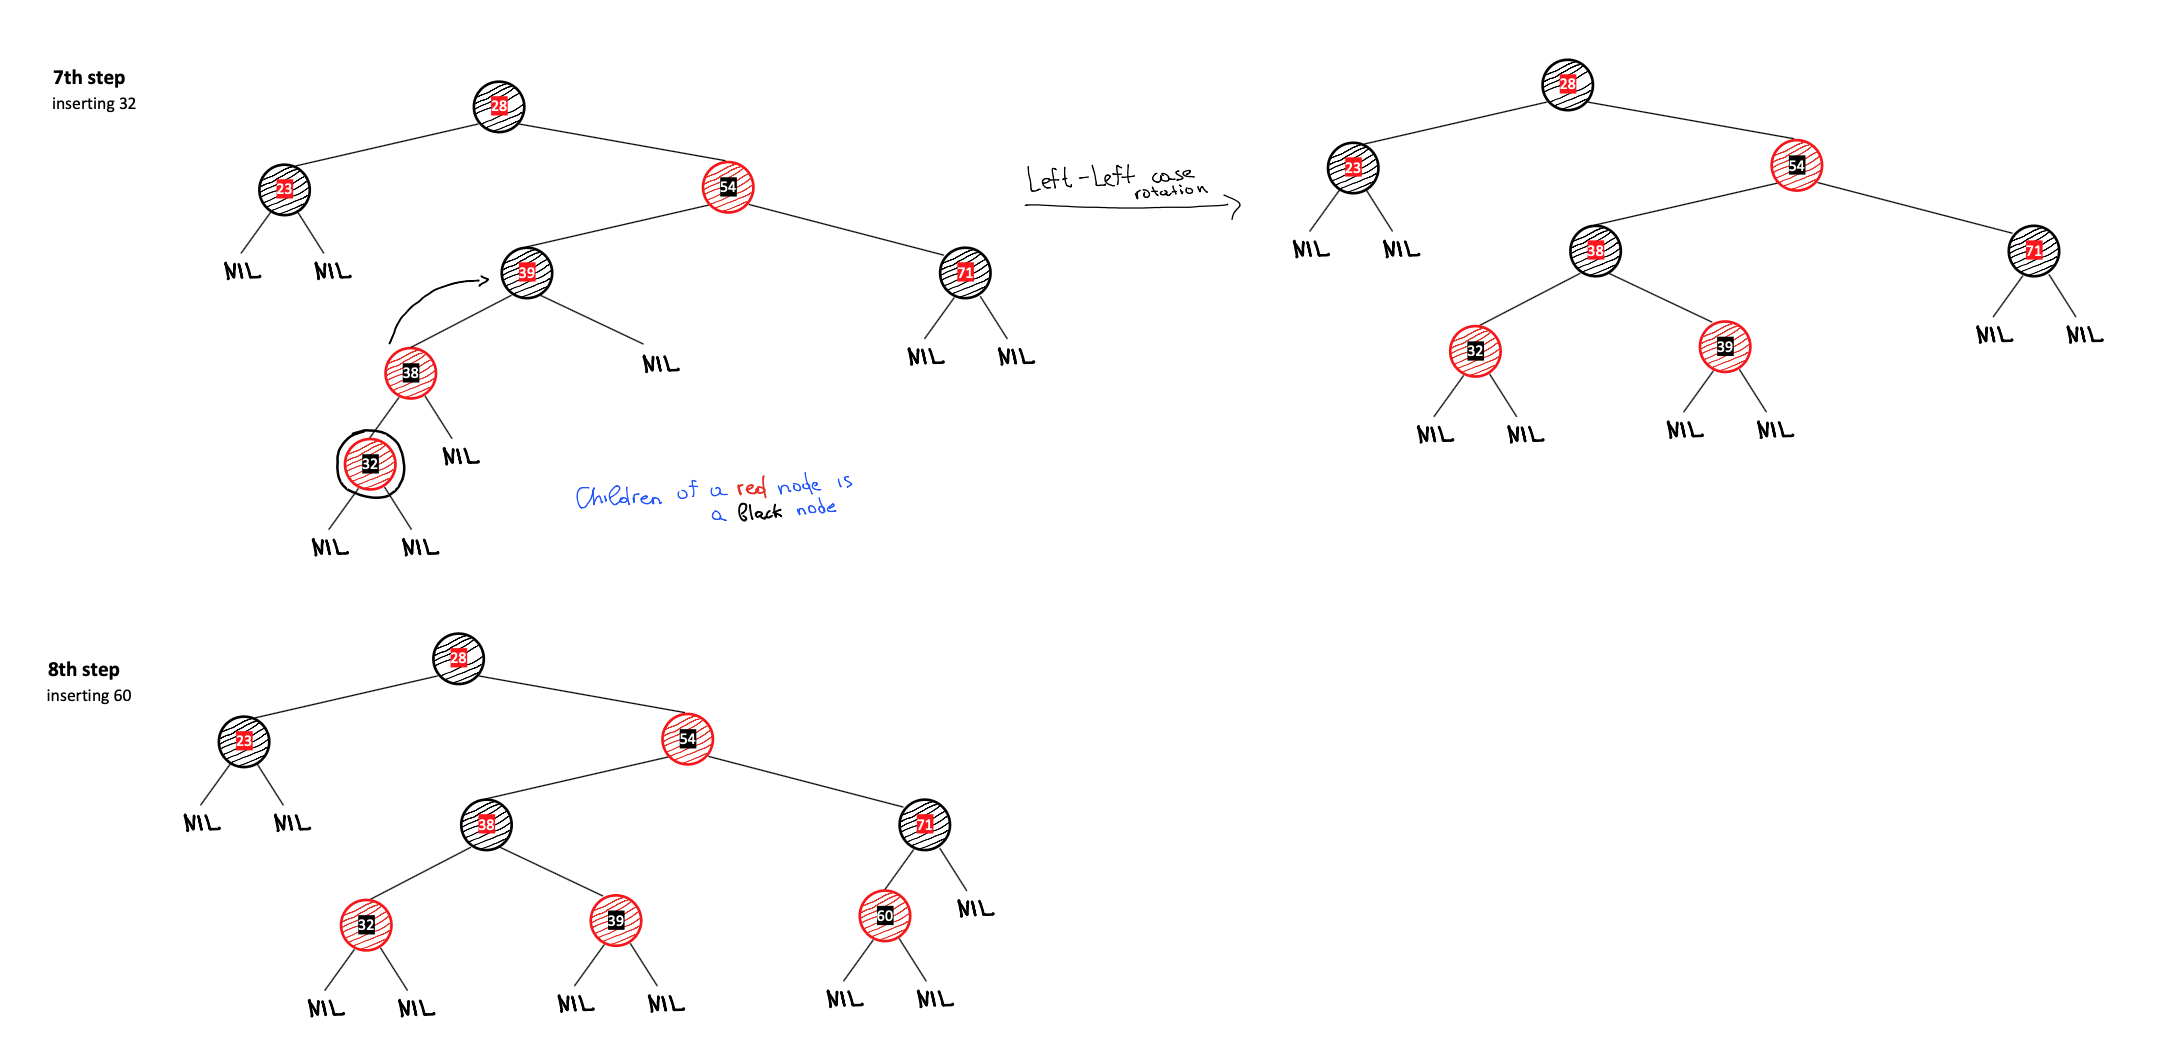 7th step
inserting 32
28
23
54
NIL
NIL
39
71
38
NIL
NIL
NIL
32
NIL
NIL
NIL
Children of a red node is
a black node
Left-Left case
rotation
28
23
54
NIL
NIL
38
71
32
39
NIL
NIL
NIL
NIL
NIL
NIL
8th step
inserting 60
28
23
54
NIL
NIL
38
71
32
39
60
NIL
NIL
NIL
NIL
NIL
NIL
NIL